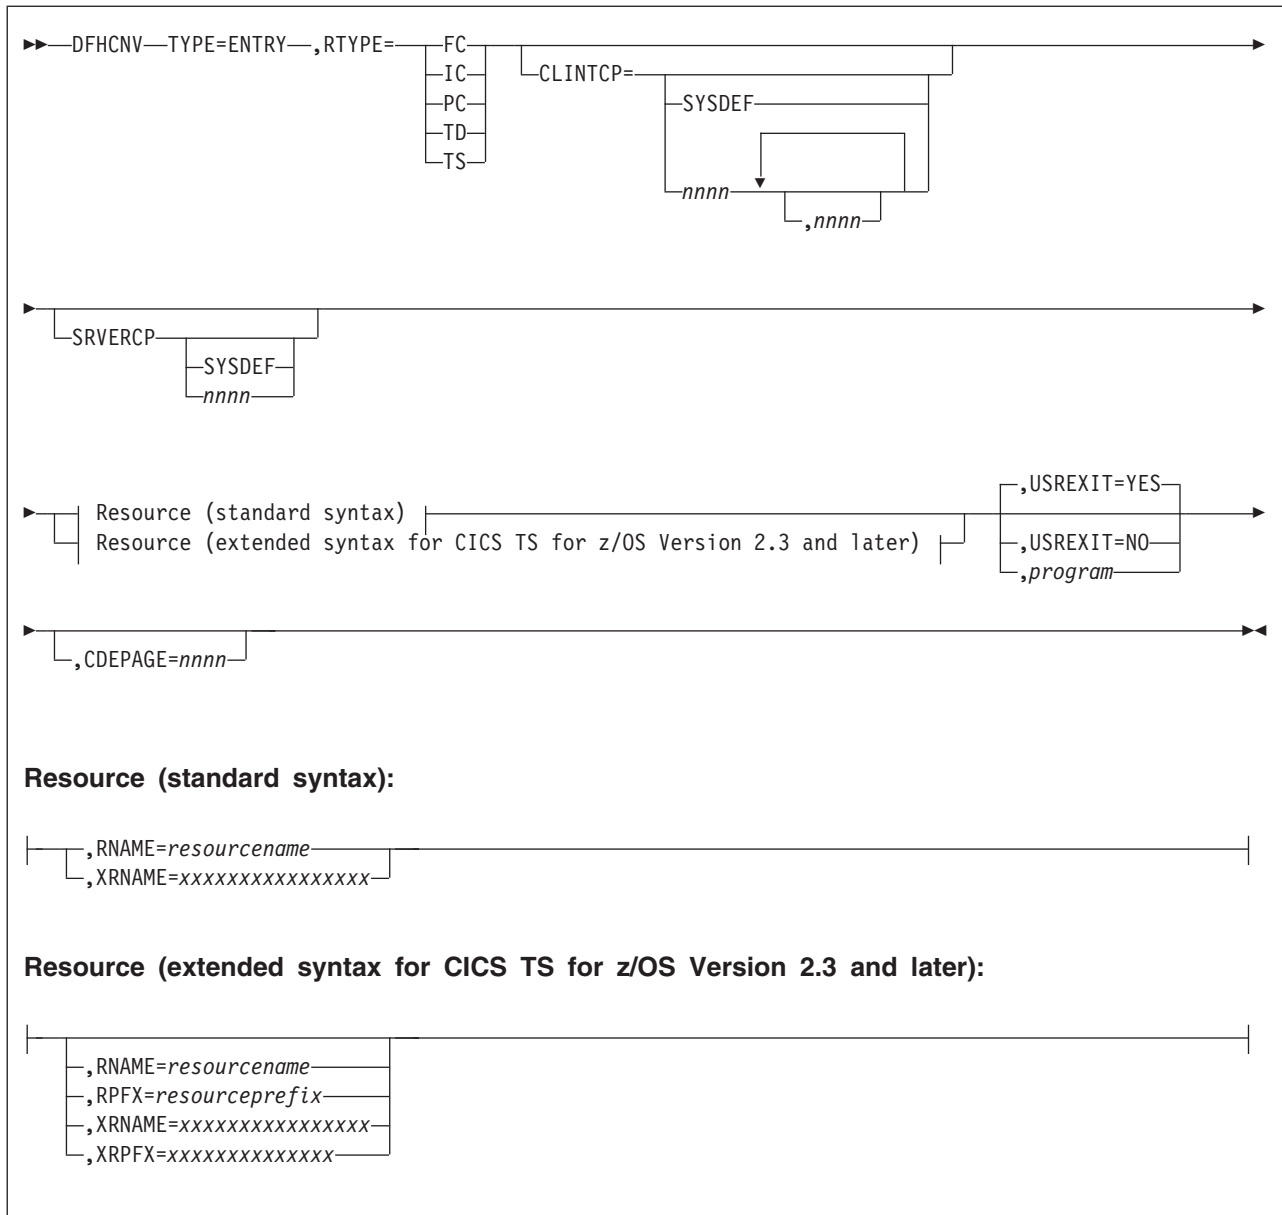 DFHCNV TYPE=ENTRY ,RTYPE= FC
IC
PC
TD
TS
CLINTCP=
SYSDEF
nnnn
,nnnn
SRVERCP
SYSDEF
nnnn
Resource (standard syntax)
Resource (extended syntax for CICS TS for z/OS Version 2.3 and later)
,USREXIT=YES
,USREXIT=NO
,program
,CDEPAGE=nnnn
Resource (standard syntax):
,RNAME=resourcename
,XRNAME=xxxxxxxxxxxxxxxx
Resource (extended syntax for CICS TS for z/OS Version 2.3 and later):
,RNAME=resourcename
,RPFX=resourceprefix
,XRNAME=xxxxxxxxxxxxxxxx
,XRPFX=xxxxxxxxxxxxxx